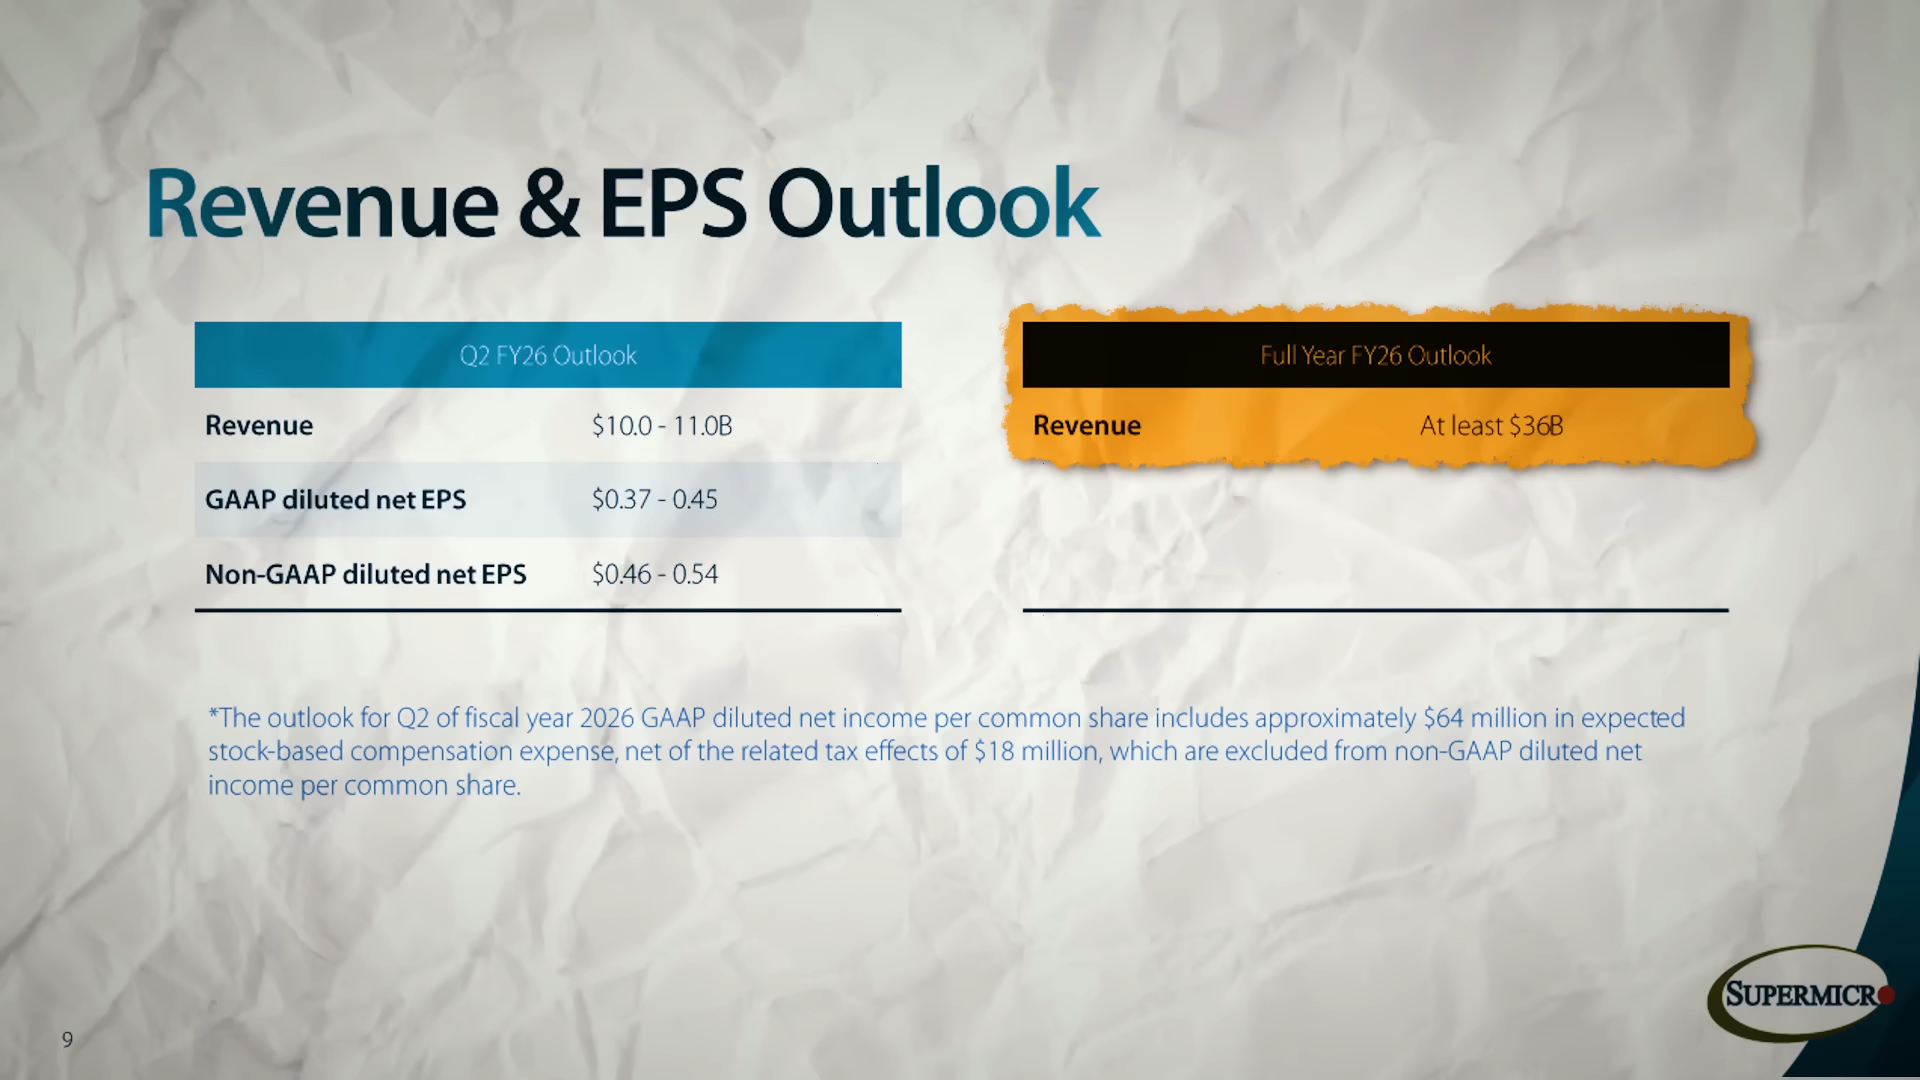 Revenue & EPS Outlook
Q2 FY26 Outlook
Revenue $10.0 - 11.0B
GAAP diluted net EPS $0.37 - 0.45
Non-GAAP diluted net EPS $0.46 - 0.54
Full Year FY26 Outlook
Revenue At least $36B
*The outlook for Q2 of fiscal year 2026 GAAP diluted net income per common share includes approximately $64 million in expected
stock-based compensation expense, net of the related tax effects of $18 million, which are excluded from non-GAAP diluted net
income per common share.
SUPERMICR
9